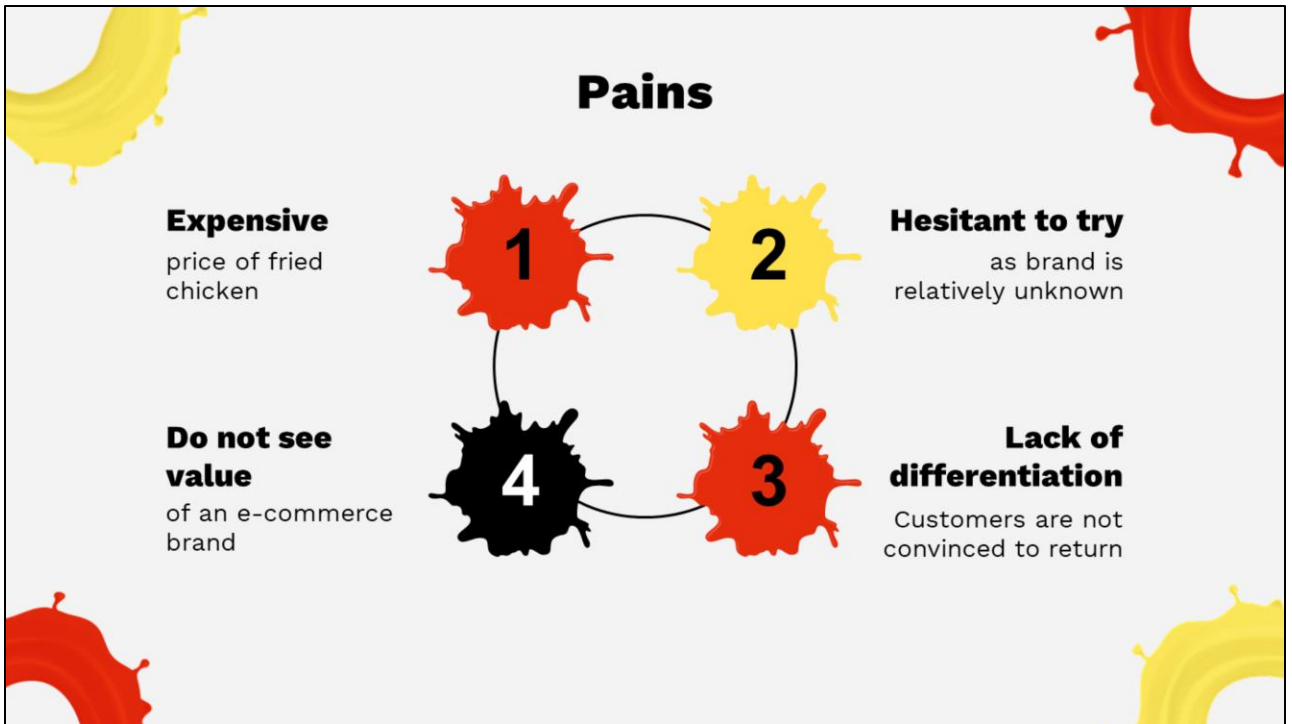 Pains
1
Expensive
price of fried
chicken
2
Hesitant to try
as brand is
relatively unknown
3
Lack of
differentiation
Customers are not
convinced to return
4
Do not see
value
of an e-commerce
brand